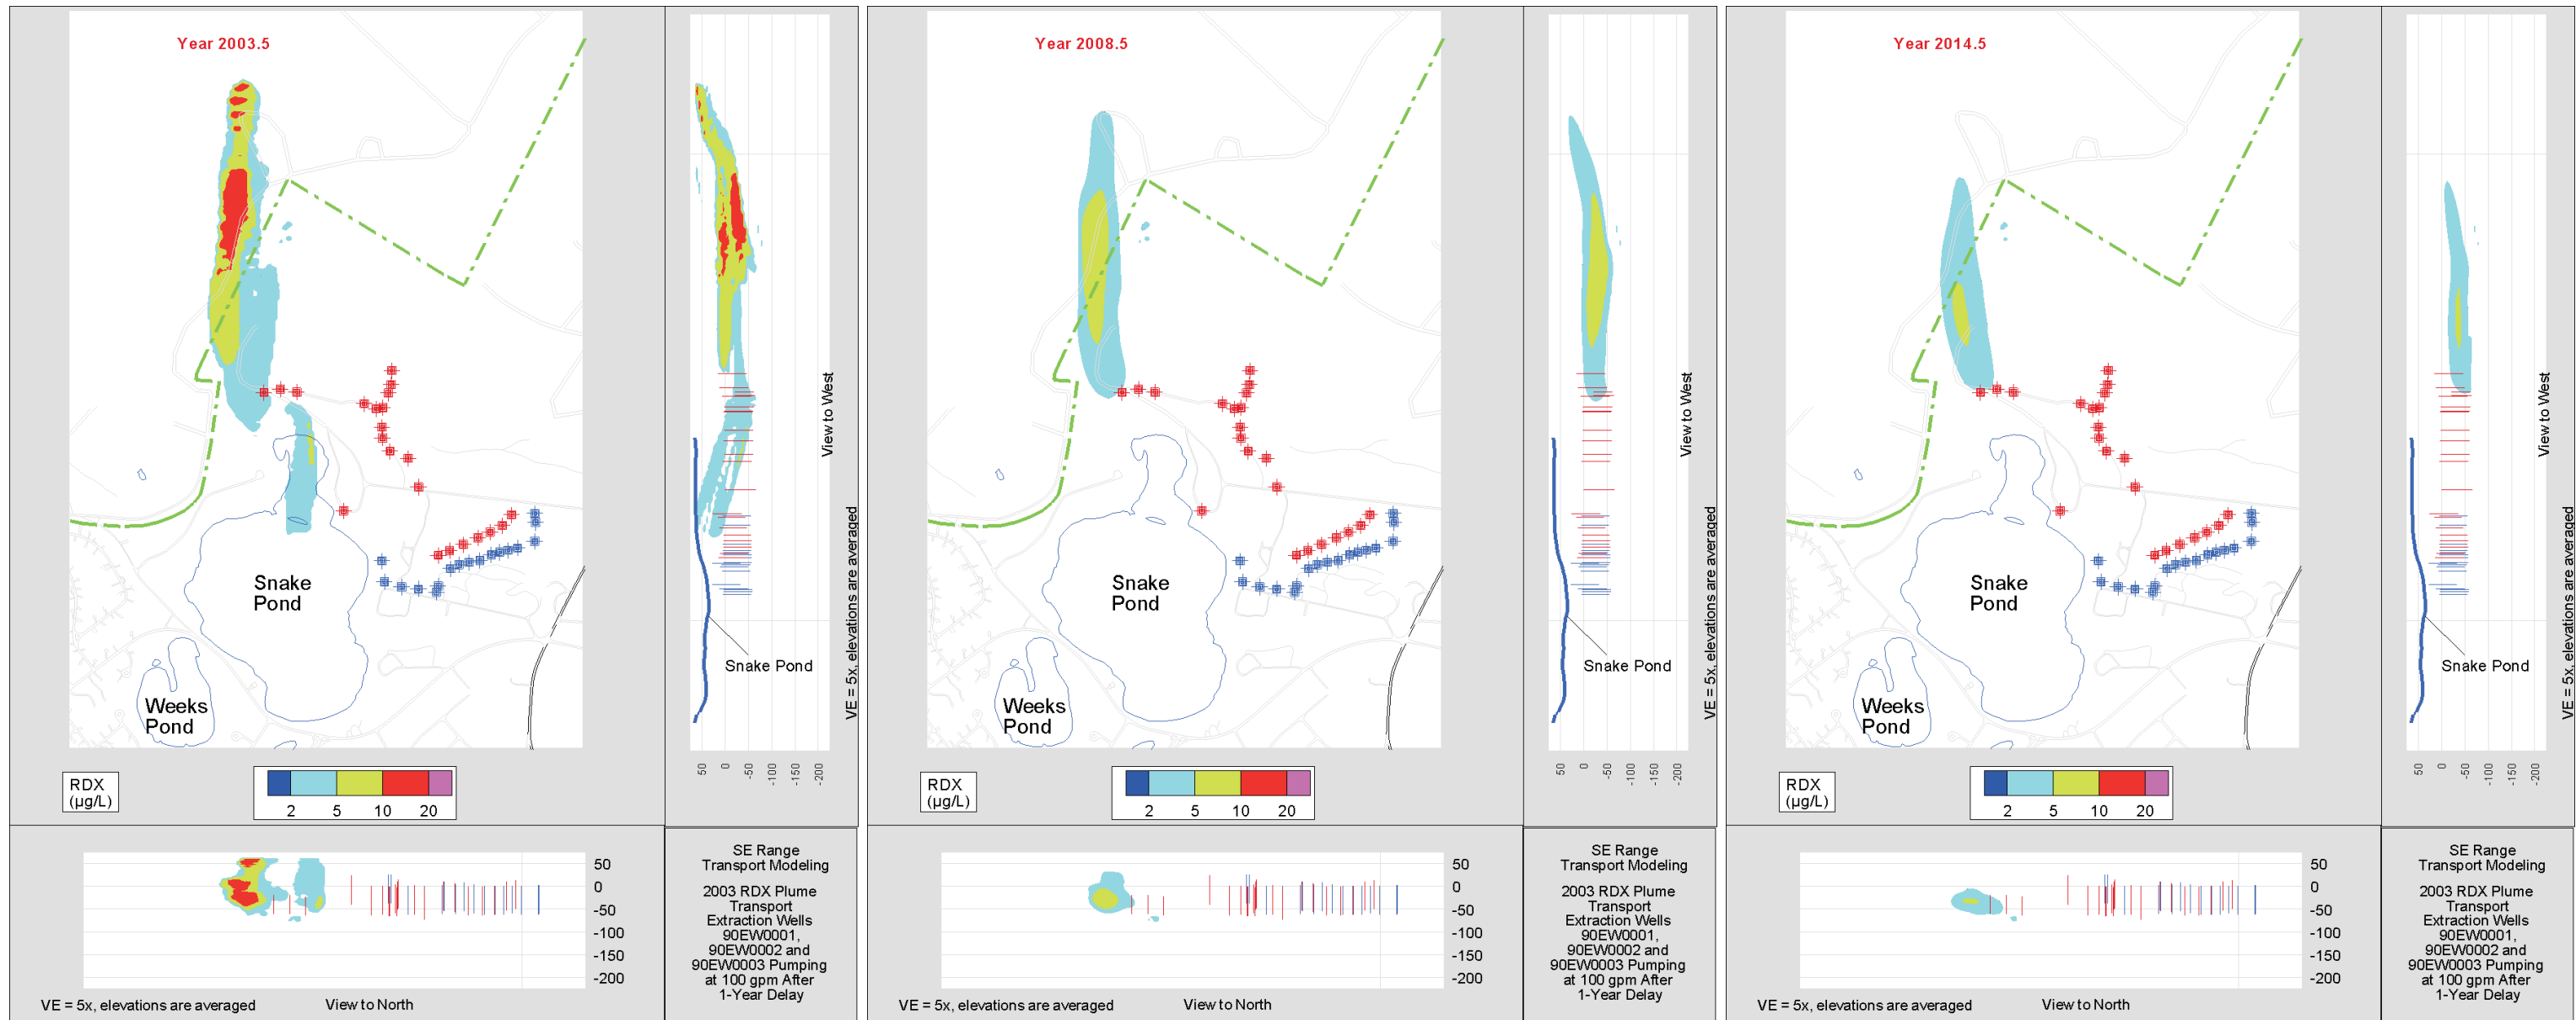 Year 2003.5
Snake
Pond
Weeks
Pond
View to West
VE = 5x, elevations are averaged
Snake Pond
50 0 -50 -100 -150 -200
RDX
(µg/L)
2 5 10 20
50
0
-50
-100
-150
-200
VE = 5x, elevations are averaged
View to North
SE Range
Transport Modeling
2003 RDX Plume
Transport
Extraction Wells
90EW0001,
90EW0002 and
90EW0003 Pumping
at 100 gpm After
1-Year Delay
Year 2008.5
Snake
Pond
Weeks
Pond
View to West
VE = 5x, elevations are averaged
Snake Pond
50 0 -50 -100 -150 -200
RDX
(µg/L)
2 5 10 20
50
0
-50
-100
-150
-200
VE = 5x, elevations are averaged
View to North
SE Range
Transport Modeling
2003 RDX Plume
Transport
Extraction Wells
90EW0001,
90EW0002 and
90EW0003 Pumping
at 100 gpm After
1-Year Delay
Year 2014.5
Snake
Pond
Weeks
Pond
View to West
VE = 5x, elevations are averaged
Snake Pond
50 0 -50 -100 -150 -200
RDX
(µg/L)
2 5 10 20
50
0
-50
-100
-150
-200
VE = 5x, elevations are averaged
View to North
SE Range
Transport Modeling
2003 RDX Plume
Transport
Extraction Wells
90EW0001,
90EW0002 and
90EW0003 Pumping
at 100 gpm After
1-Year Delay